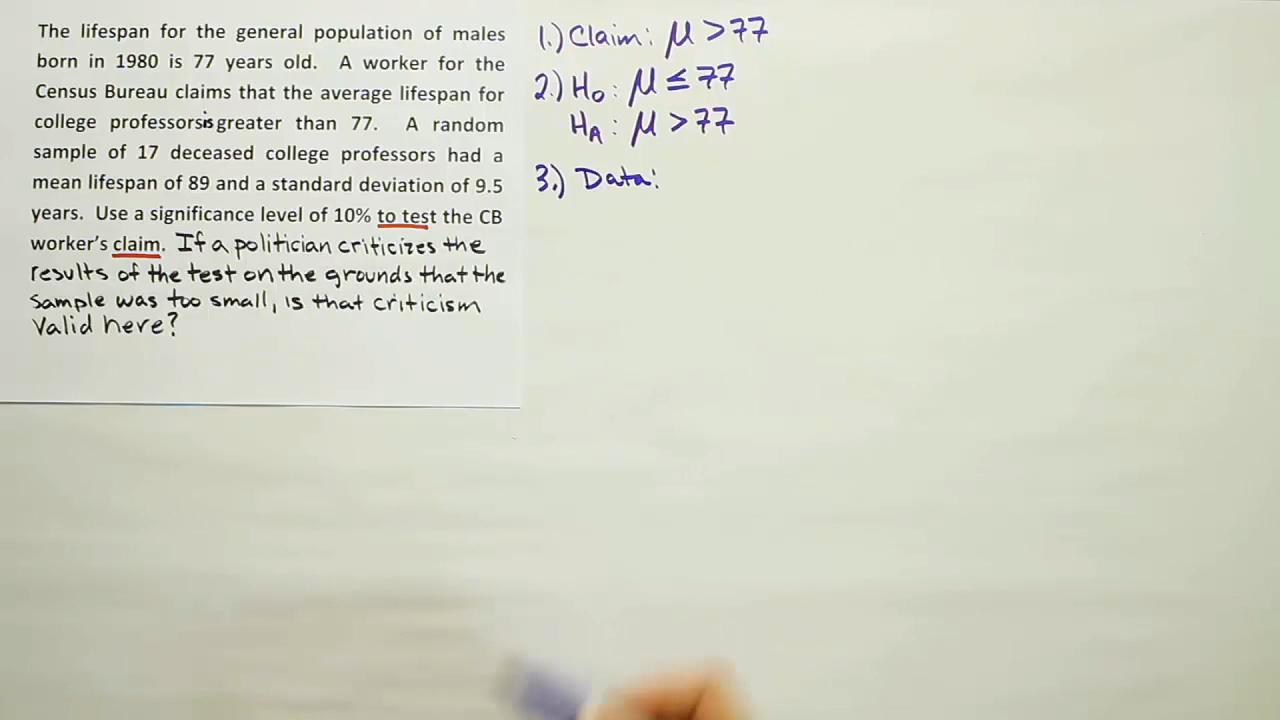 The lifespan for the general population of males
born in 1980 is 77 years old. A worker for the
Census Bureau claims that the average lifespan for
college professors is greater than 77. A random
sample of 17 deceased college professors had a
mean lifespan of 89 and a standard deviation of 9.5
years. Use a significance level of 10% to test the CB
worker's claim. If a politician criticizes the
results of the test on the grounds that the
sample was too small, is that criticism
valid here?
1.) Claim: μ > 77
2.) H₀: μ ≤ 77
H_A: μ > 77
3.) Data: